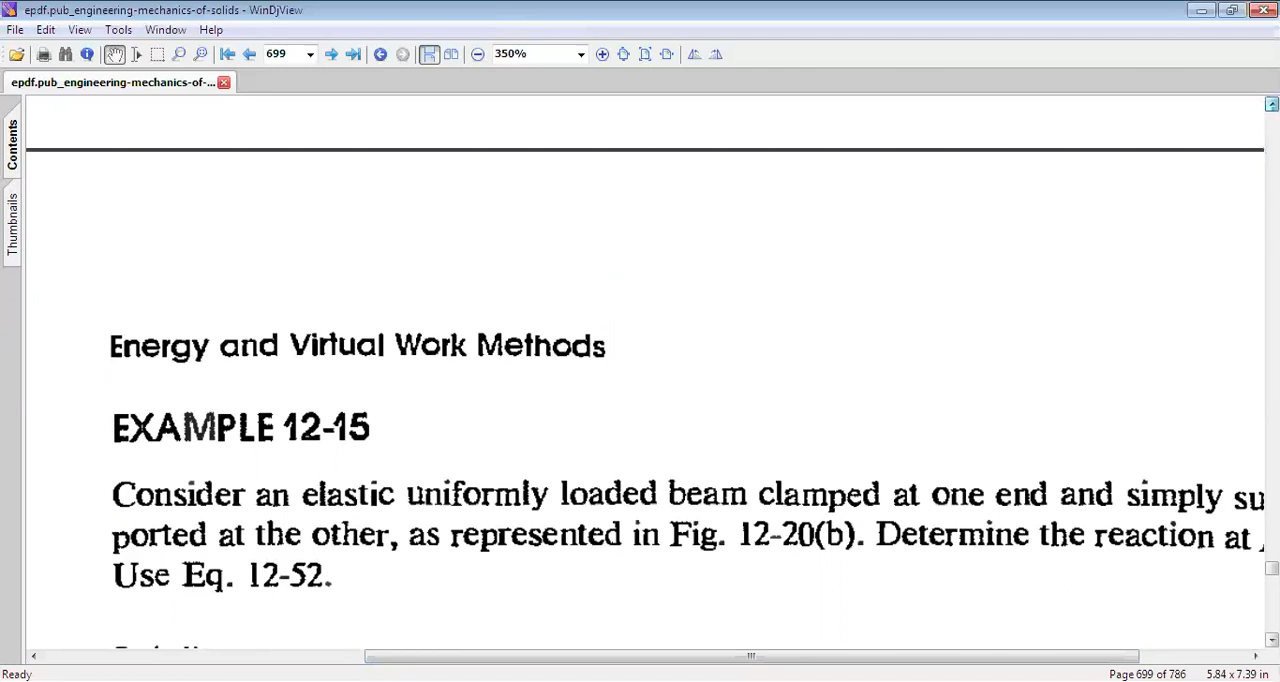 epdf.pub_engineering-mechanics-of-solids - WinDjView
File Edit View Tools Window Help
699 350%
epdf.pub_engineering-mechanics-of-...
Contents
Thumbnails
Energy and Virtual Work Methods
EXAMPLE 12-15
Consider an elastic uniformly loaded beam clamped at one end and simply su
ported at the other, as represented in Fig. 12-20(b). Determine the reaction at
Use Eq. 12-52.
Ready Page 699 of 786 5.84 x 7.39 in